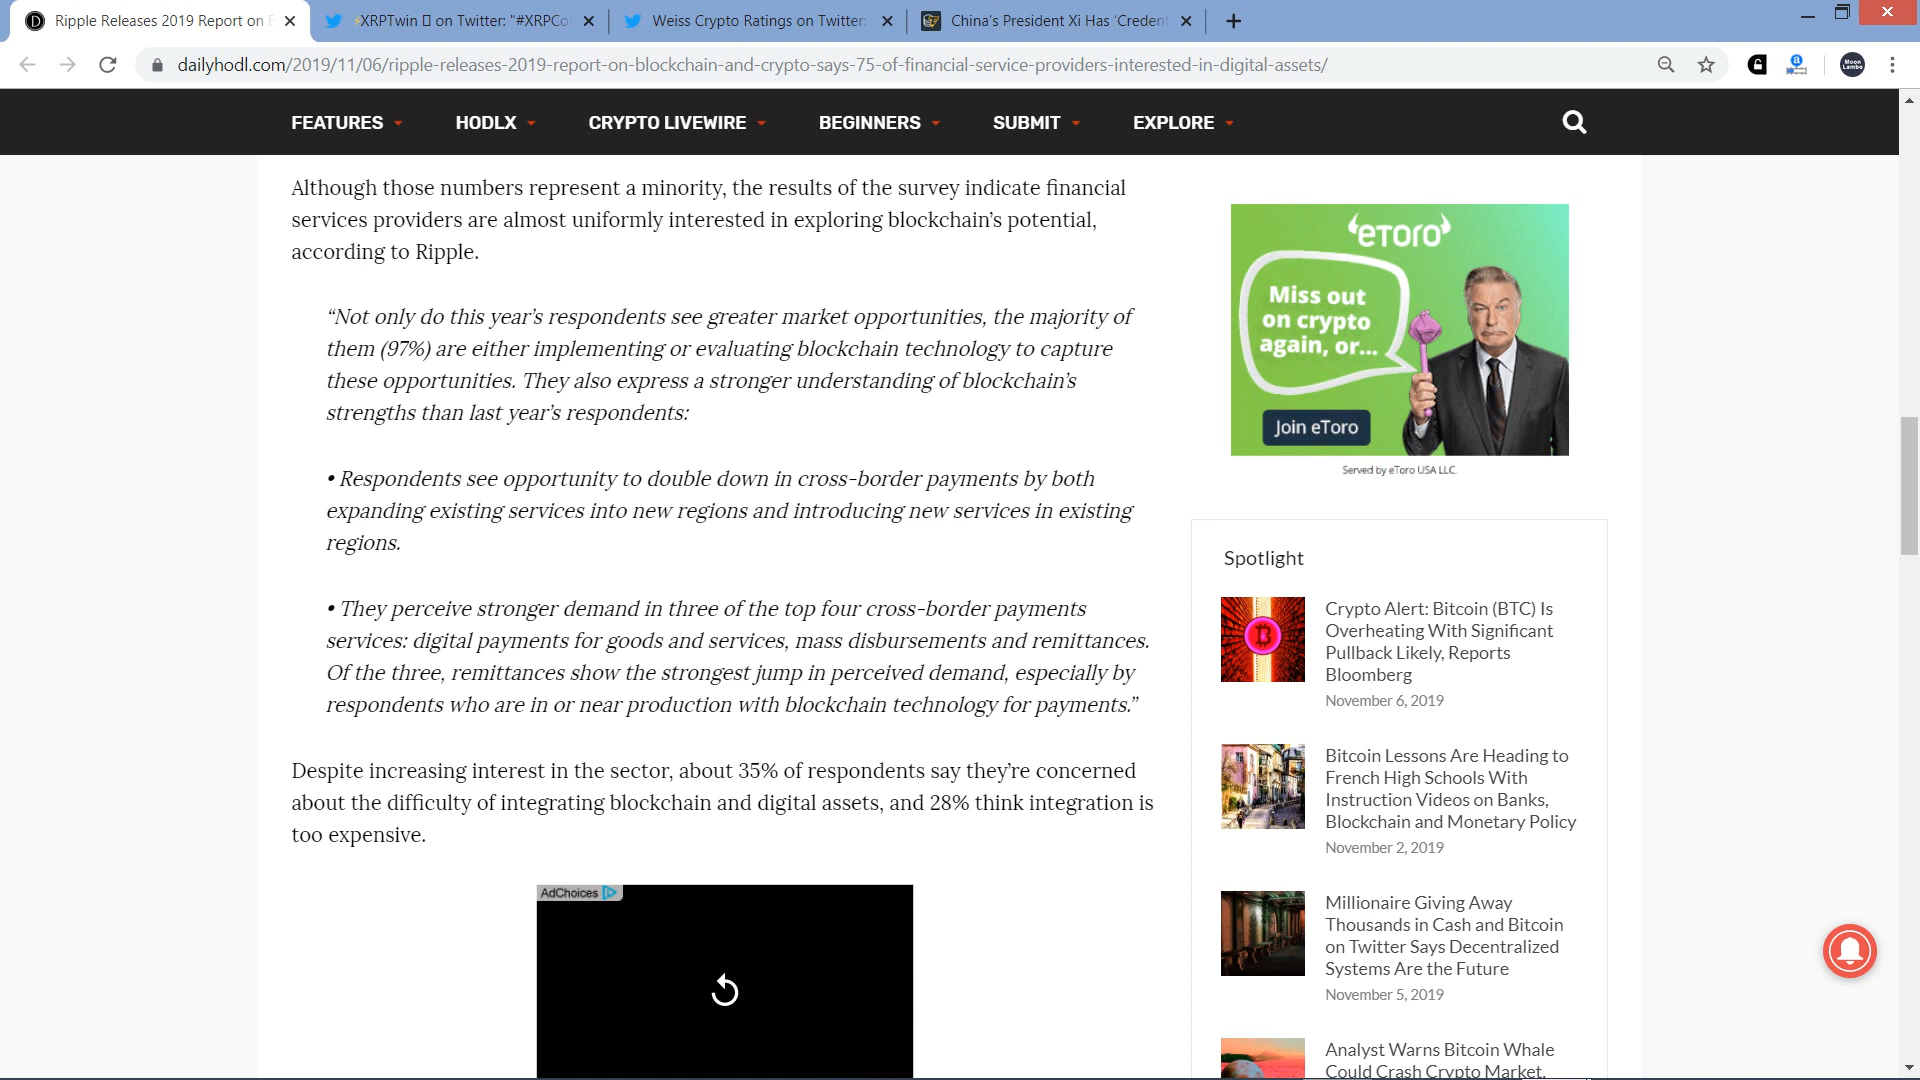 Ripple Releases 2019 Report on B
XRPTwin on Twitter: "#XRPCo
Weiss Crypto Ratings on Twitter:
China's President Xi Has 'Credent
dailyhodl.com/2019/11/06/ripple-releases-2019-report-on-blockchain-and-crypto-says-75-of-financial-service-providers-interested-in-digital-assets/
Moon
Lambo
FEATURES HODLX CRYPTO LIVEWIRE BEGINNERS SUBMIT EXPLORE
Although those numbers represent a minority, the results of the survey indicate financial
services providers are almost uniformly interested in exploring blockchain's potential,
according to Ripple.
“Not only do this year's respondents see greater market opportunities, the majority of
them (97%) are either implementing or evaluating blockchain technology to capture
these opportunities. They also express a stronger understanding of blockchain's
strengths than last year's respondents:
• Respondents see opportunity to double down in cross-border payments by both
expanding existing services into new regions and introducing new services in existing
regions.
• They perceive stronger demand in three of the top four cross-border payments
services: digital payments for goods and services, mass disbursements and remittances.
Of the three, remittances show the strongest jump in perceived demand, especially by
respondents who are in or near production with blockchain technology for payments.”
Despite increasing interest in the sector, about 35% of respondents say they're concerned
about the difficulty of integrating blockchain and digital assets, and 28% think integration is
too expensive.
AdChoices
eToro
Miss out
on crypto
again, or...
Join eToro
Served by eToro USA LLC.
Spotlight
Crypto Alert: Bitcoin (BTC) Is
Overheating With Significant
Pullback Likely, Reports
Bloomberg
November 6, 2019
Bitcoin Lessons Are Heading to
French High Schools With
Instruction Videos on Banks,
Blockchain and Monetary Policy
November 2, 2019
Millionaire Giving Away
Thousands in Cash and Bitcoin
on Twitter Says Decentralized
Systems Are the Future
November 5, 2019
Analyst Warns Bitcoin Whale
Could Crash Crypto Market,